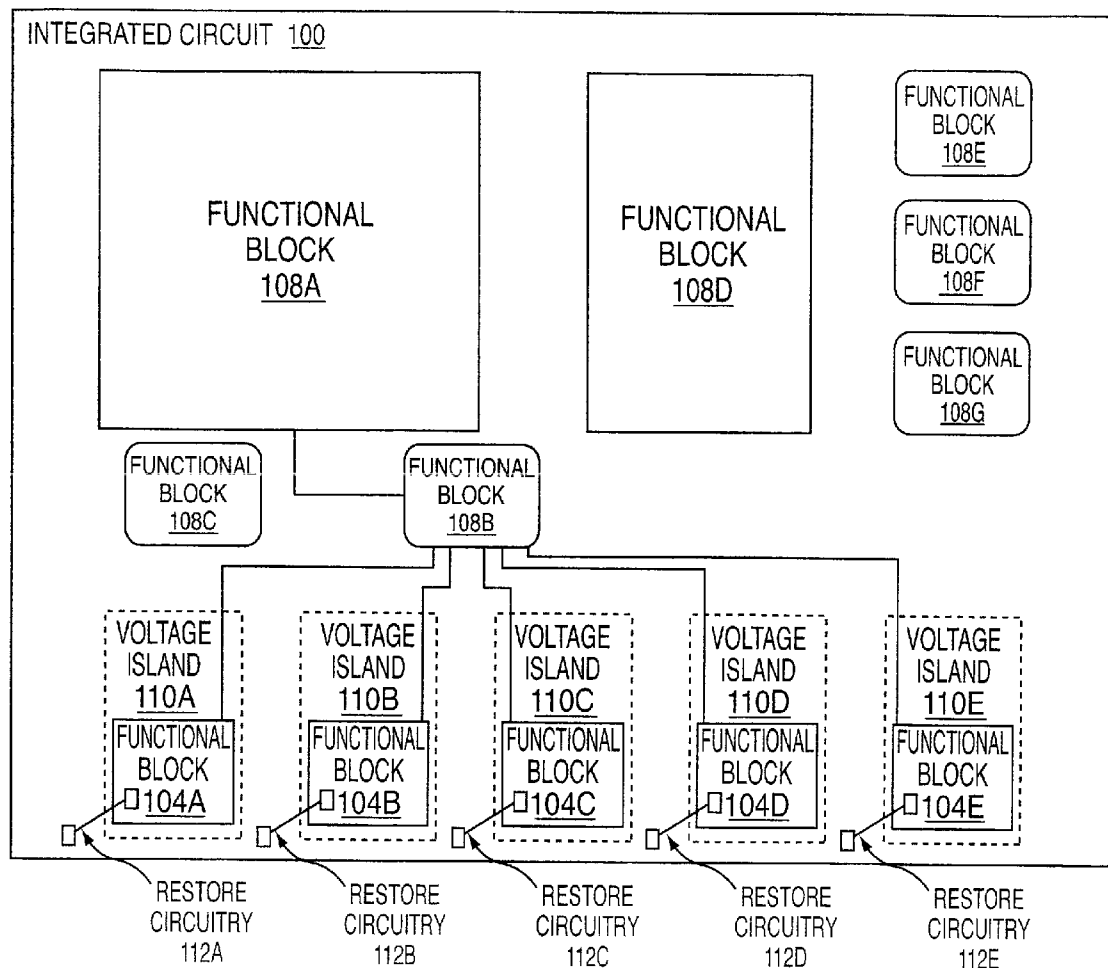 INTEGRATED CIRCUIT 100
FUNCTIONAL
BLOCK
108A
FUNCTIONAL
BLOCK
108D
FUNCTIONAL
BLOCK
108E
FUNCTIONAL
BLOCK
108F
FUNCTIONAL
BLOCK
108G
FUNCTIONAL
BLOCK
108C
FUNCTIONAL
BLOCK
108B
VOLTAGE
ISLAND
110A
FUNCTIONAL
BLOCK
104A
VOLTAGE
ISLAND
110B
FUNCTIONAL
BLOCK
104B
VOLTAGE
ISLAND
110C
FUNCTIONAL
BLOCK
104C
VOLTAGE
ISLAND
110D
FUNCTIONAL
BLOCK
104D
VOLTAGE
ISLAND
110E
FUNCTIONAL
BLOCK
104E
RESTORE
CIRCUITRY
112A
RESTORE
CIRCUITRY
112B
RESTORE
CIRCUITRY
112C
RESTORE
CIRCUITRY
112D
RESTORE
CIRCUITRY
112E